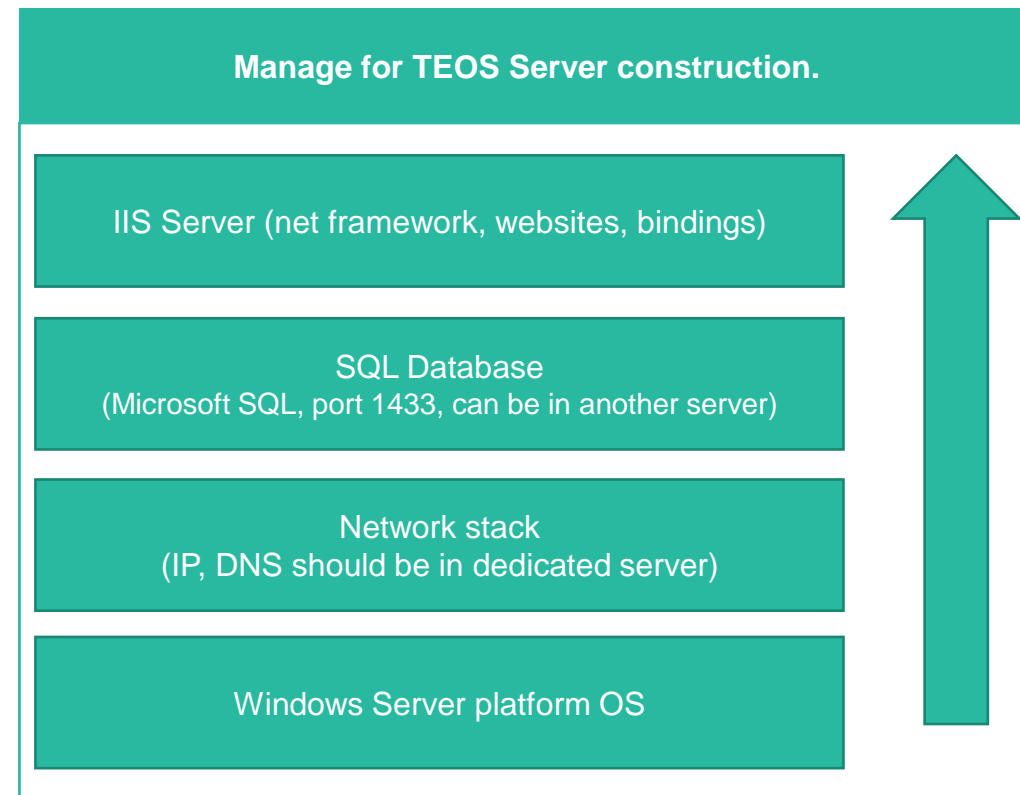 Manage for TEOS Server construction.
IIS Server (net framework, websites, bindings)
SQL Database
(Microsoft SQL, port 1433, can be in another server)
Network stack
(IP, DNS should be in dedicated server)
Windows Server platform OS